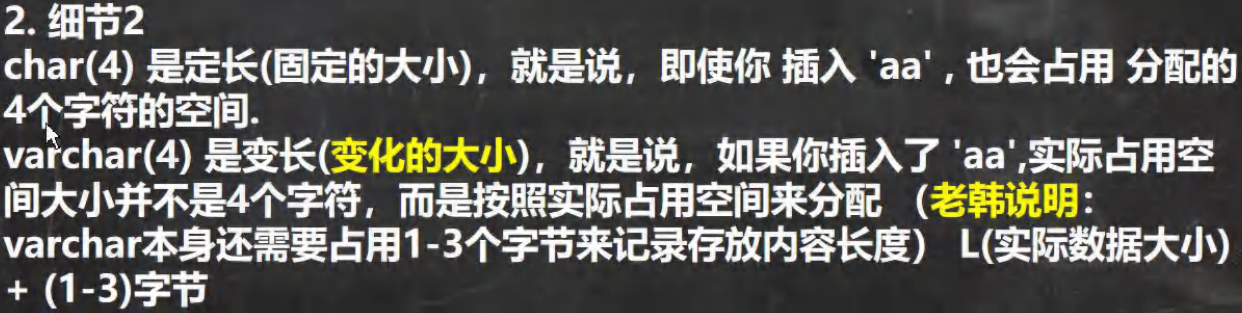 2. 细节2
char(4) 是定长(固定的大小)，就是说，即使你 插入 'aa' , 也会占用 分配的
4个字符的空间.
varchar(4) 是变长(变化的大小)，就是说，如果你插入了 'aa',实际占用空
间大小并不是4个字符，而是按照实际占用空间来分配 （老韩说明：
varchar本身还需要占用1-3个字节来记录存放内容长度） L(实际数据大小)
+ (1-3)字节